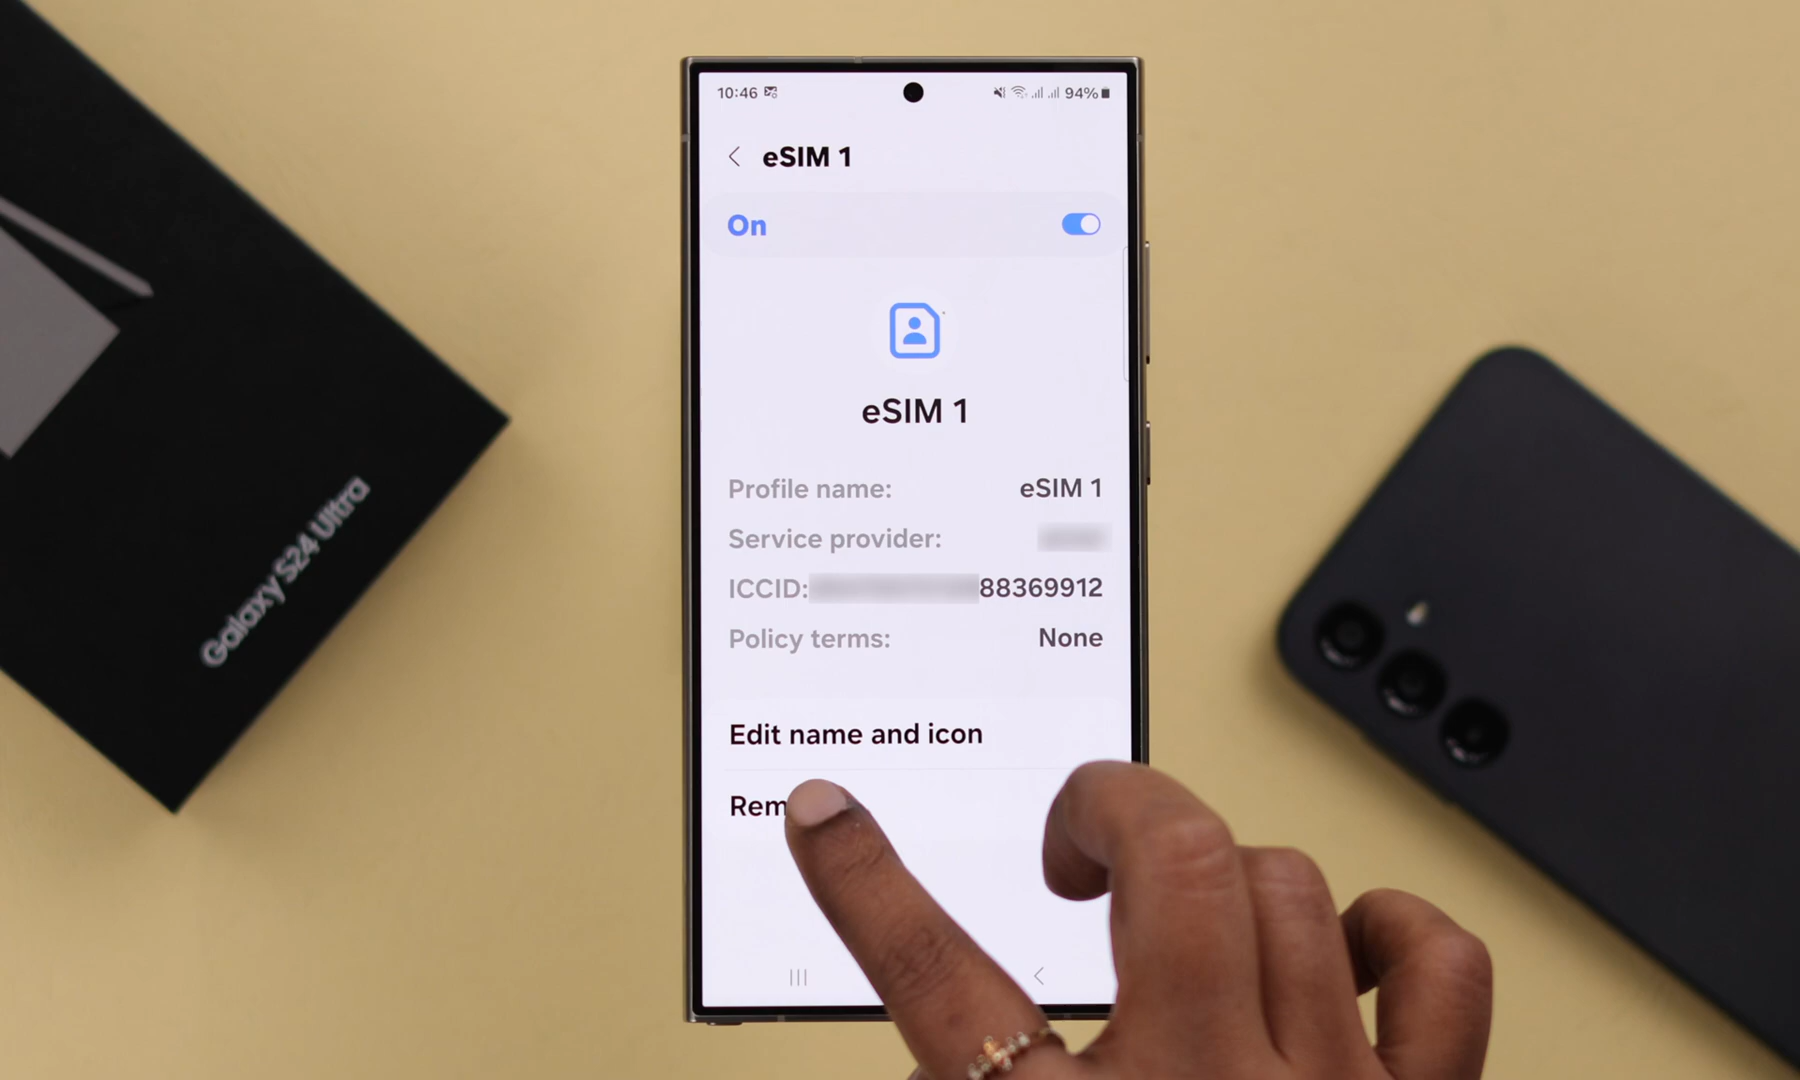 10:46 94%
eSIM 1
On
eSIM 1
Profile name: eSIM 1
Service provider:
ICCID: 88369912
Policy terms: None
Edit name and icon
Rem
Galaxy S24 Ultra